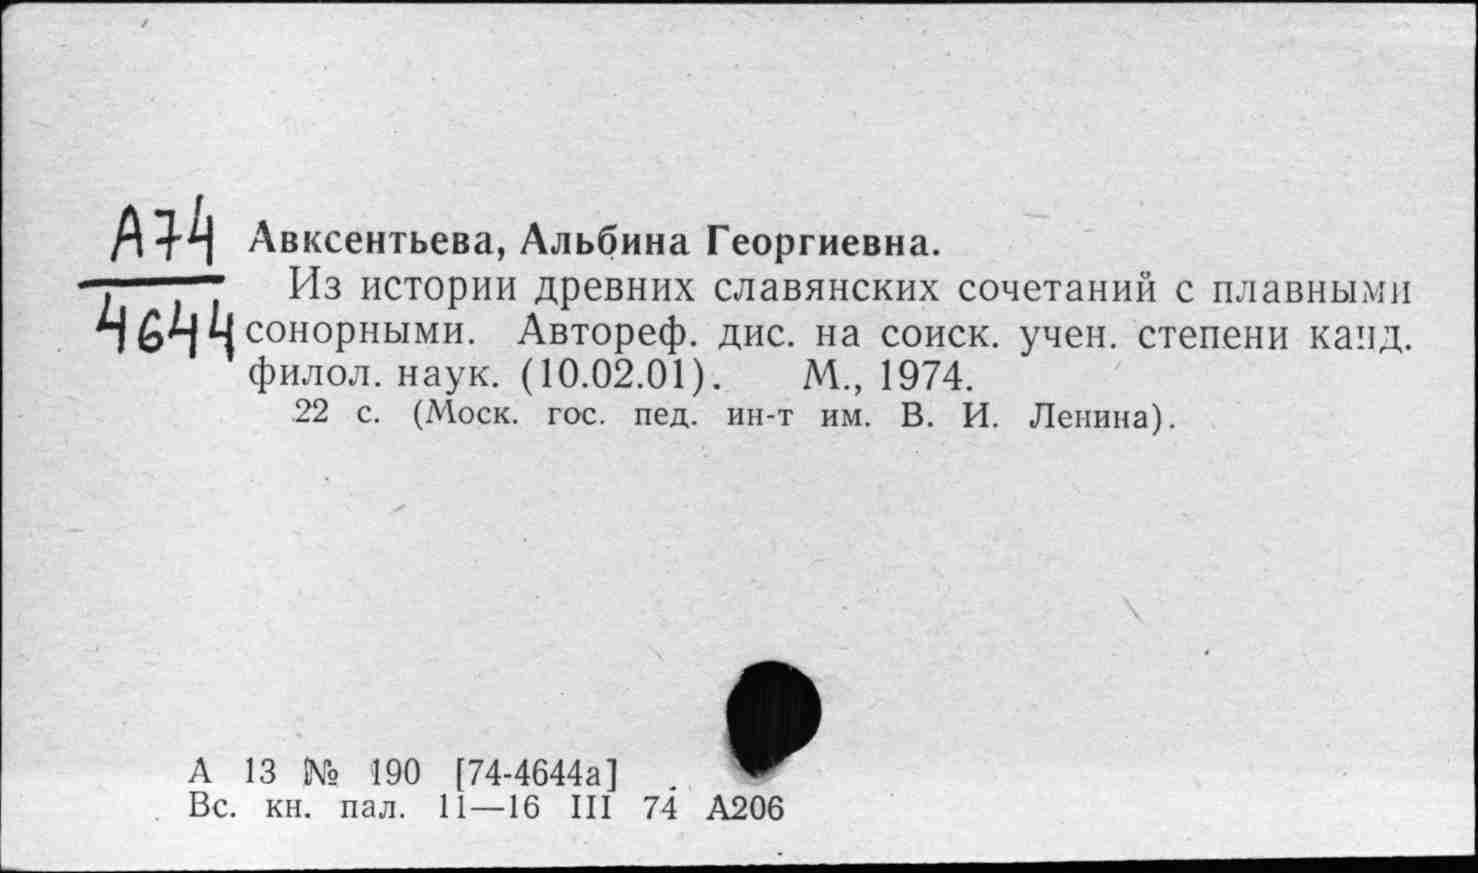 А74
4644
Авксентьева, Альбина Георгиевна.
Из истории древних славянских сочетаний с плавными
сонорными. Автореф. дис. на соиск. учен. степени канд.
филол. наук. (10.02.01). М., 1974.
22 с. (Моск. гос. пед. ин-т им. В. И. Ленина).
А 13 № 190 [74-4644а]
Вс. кн. пал. 11—16 III 74 А206